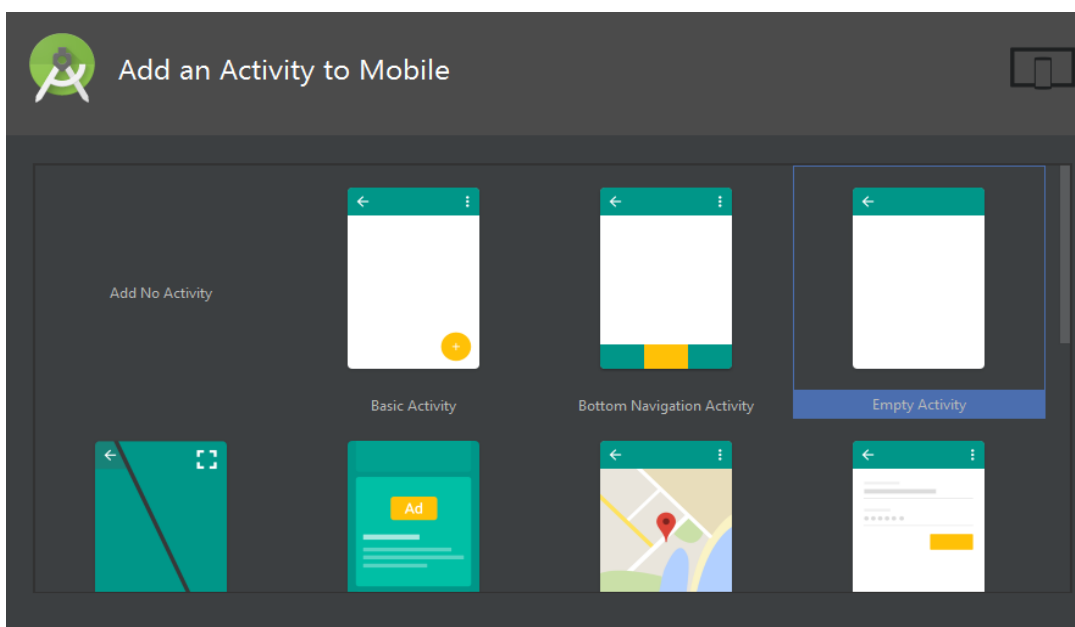 Add an Activity to Mobile
Add No Activity
Basic Activity
Bottom Navigation Activity
Empty Activity
Ad